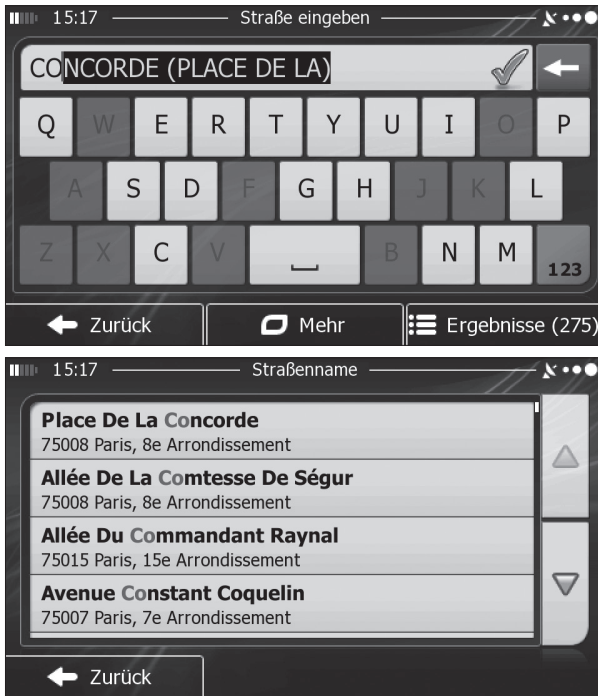 15:17 Straße eingeben
CONCORDE (PLACE DE LA)
Q W E R T Y U I O P
A S D F G H J K L
Z X C V B N M 123
Zurück Mehr Ergebnisse (275)
15:17 Straßenname
Place De La Concorde
75008 Paris, 8e Arrondissement
Allée De La Comtesse De Ségur
75008 Paris, 8e Arrondissement
Allée Du Commandant Raynal
75015 Paris, 15e Arrondissement
Avenue Constant Coquelin
75007 Paris, 7e Arrondissement
Zurück